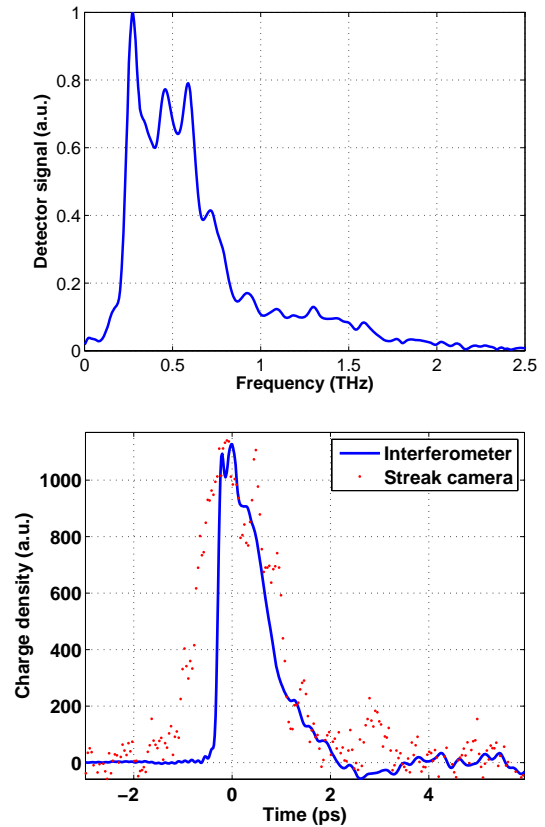 1
0.8
0.6
0.4
0.2
0
0 0.5 1 1.5 2 2.5
Detector signal (a.u.)
Frequency (THz)
1000
800
600
400
200
0
−2 0 2 4 6
Charge density (a.u.)
Time (ps)
Interferometer
Streak camera